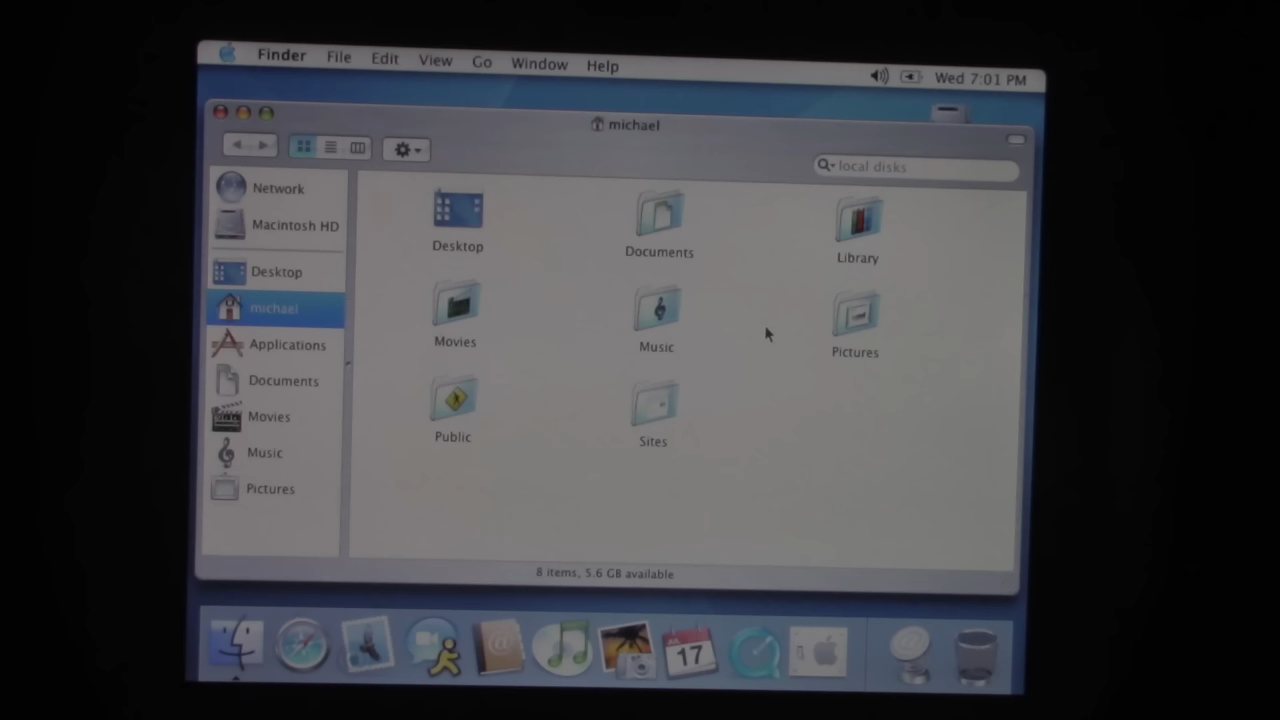 Finder File Edit View Go Window Help
Wed 7:01 PM
michael
local disks
Network
Macintosh HD
Desktop
michael
Applications
Documents
Movies
Music
Pictures
Desktop
Documents
Library
Movies
Music
Pictures
Public
Sites
8 items, 5.6 GB available
17